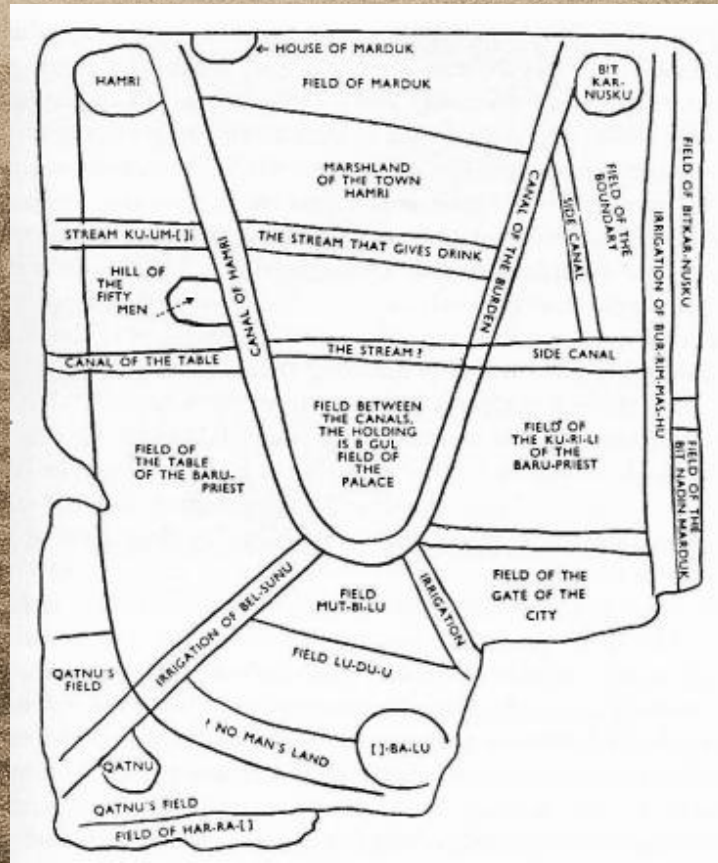 ← HOUSE OF MARDUK
HAMRI
FIELD OF MARDUK
BIT
KAR-
NUSKU
MARSHLAND
OF THE TOWN
HAMRI
CANAL OF THE BURDEN
SIDE CANAL
FIELD OF THE
BOUNDARY
IRRIGATION OF BUR-RIM-MAS-HU
FIELD OF BITKAR-NUSKU
STREAM KU-UM-[]I
THE STREAM THAT GIVES DRINK
HILL OF
THE
FIFTY
MEN
CANAL OF HAMRI
CANAL OF THE TABLE
THE STREAM ?
SIDE CANAL
FIELD BETWEEN
THE CANALS,
THE HOLDING
IS 8 GUL
FIELD OF
THE
PALACE
FIELD OF
THE TABLE
OF THE BARU-
PRIEST
FIELD OF
THE KU-RI-LI
OF THE
BARU-PRIEST
FIELD OF THE
BIT NADIN-MARDUK
IRRIGATION OF BEL-SUNU
FIELD
MUT-BI-LU
IRRIGATION
FIELD OF THE
GATE OF THE
CITY
FIELD LU-DU-U
QATNU'S
FIELD
? NO MAN'S LAND
[]-BA-LU
QATNU
QATNU'S FIELD
FIELD OF HAR-RA-[]